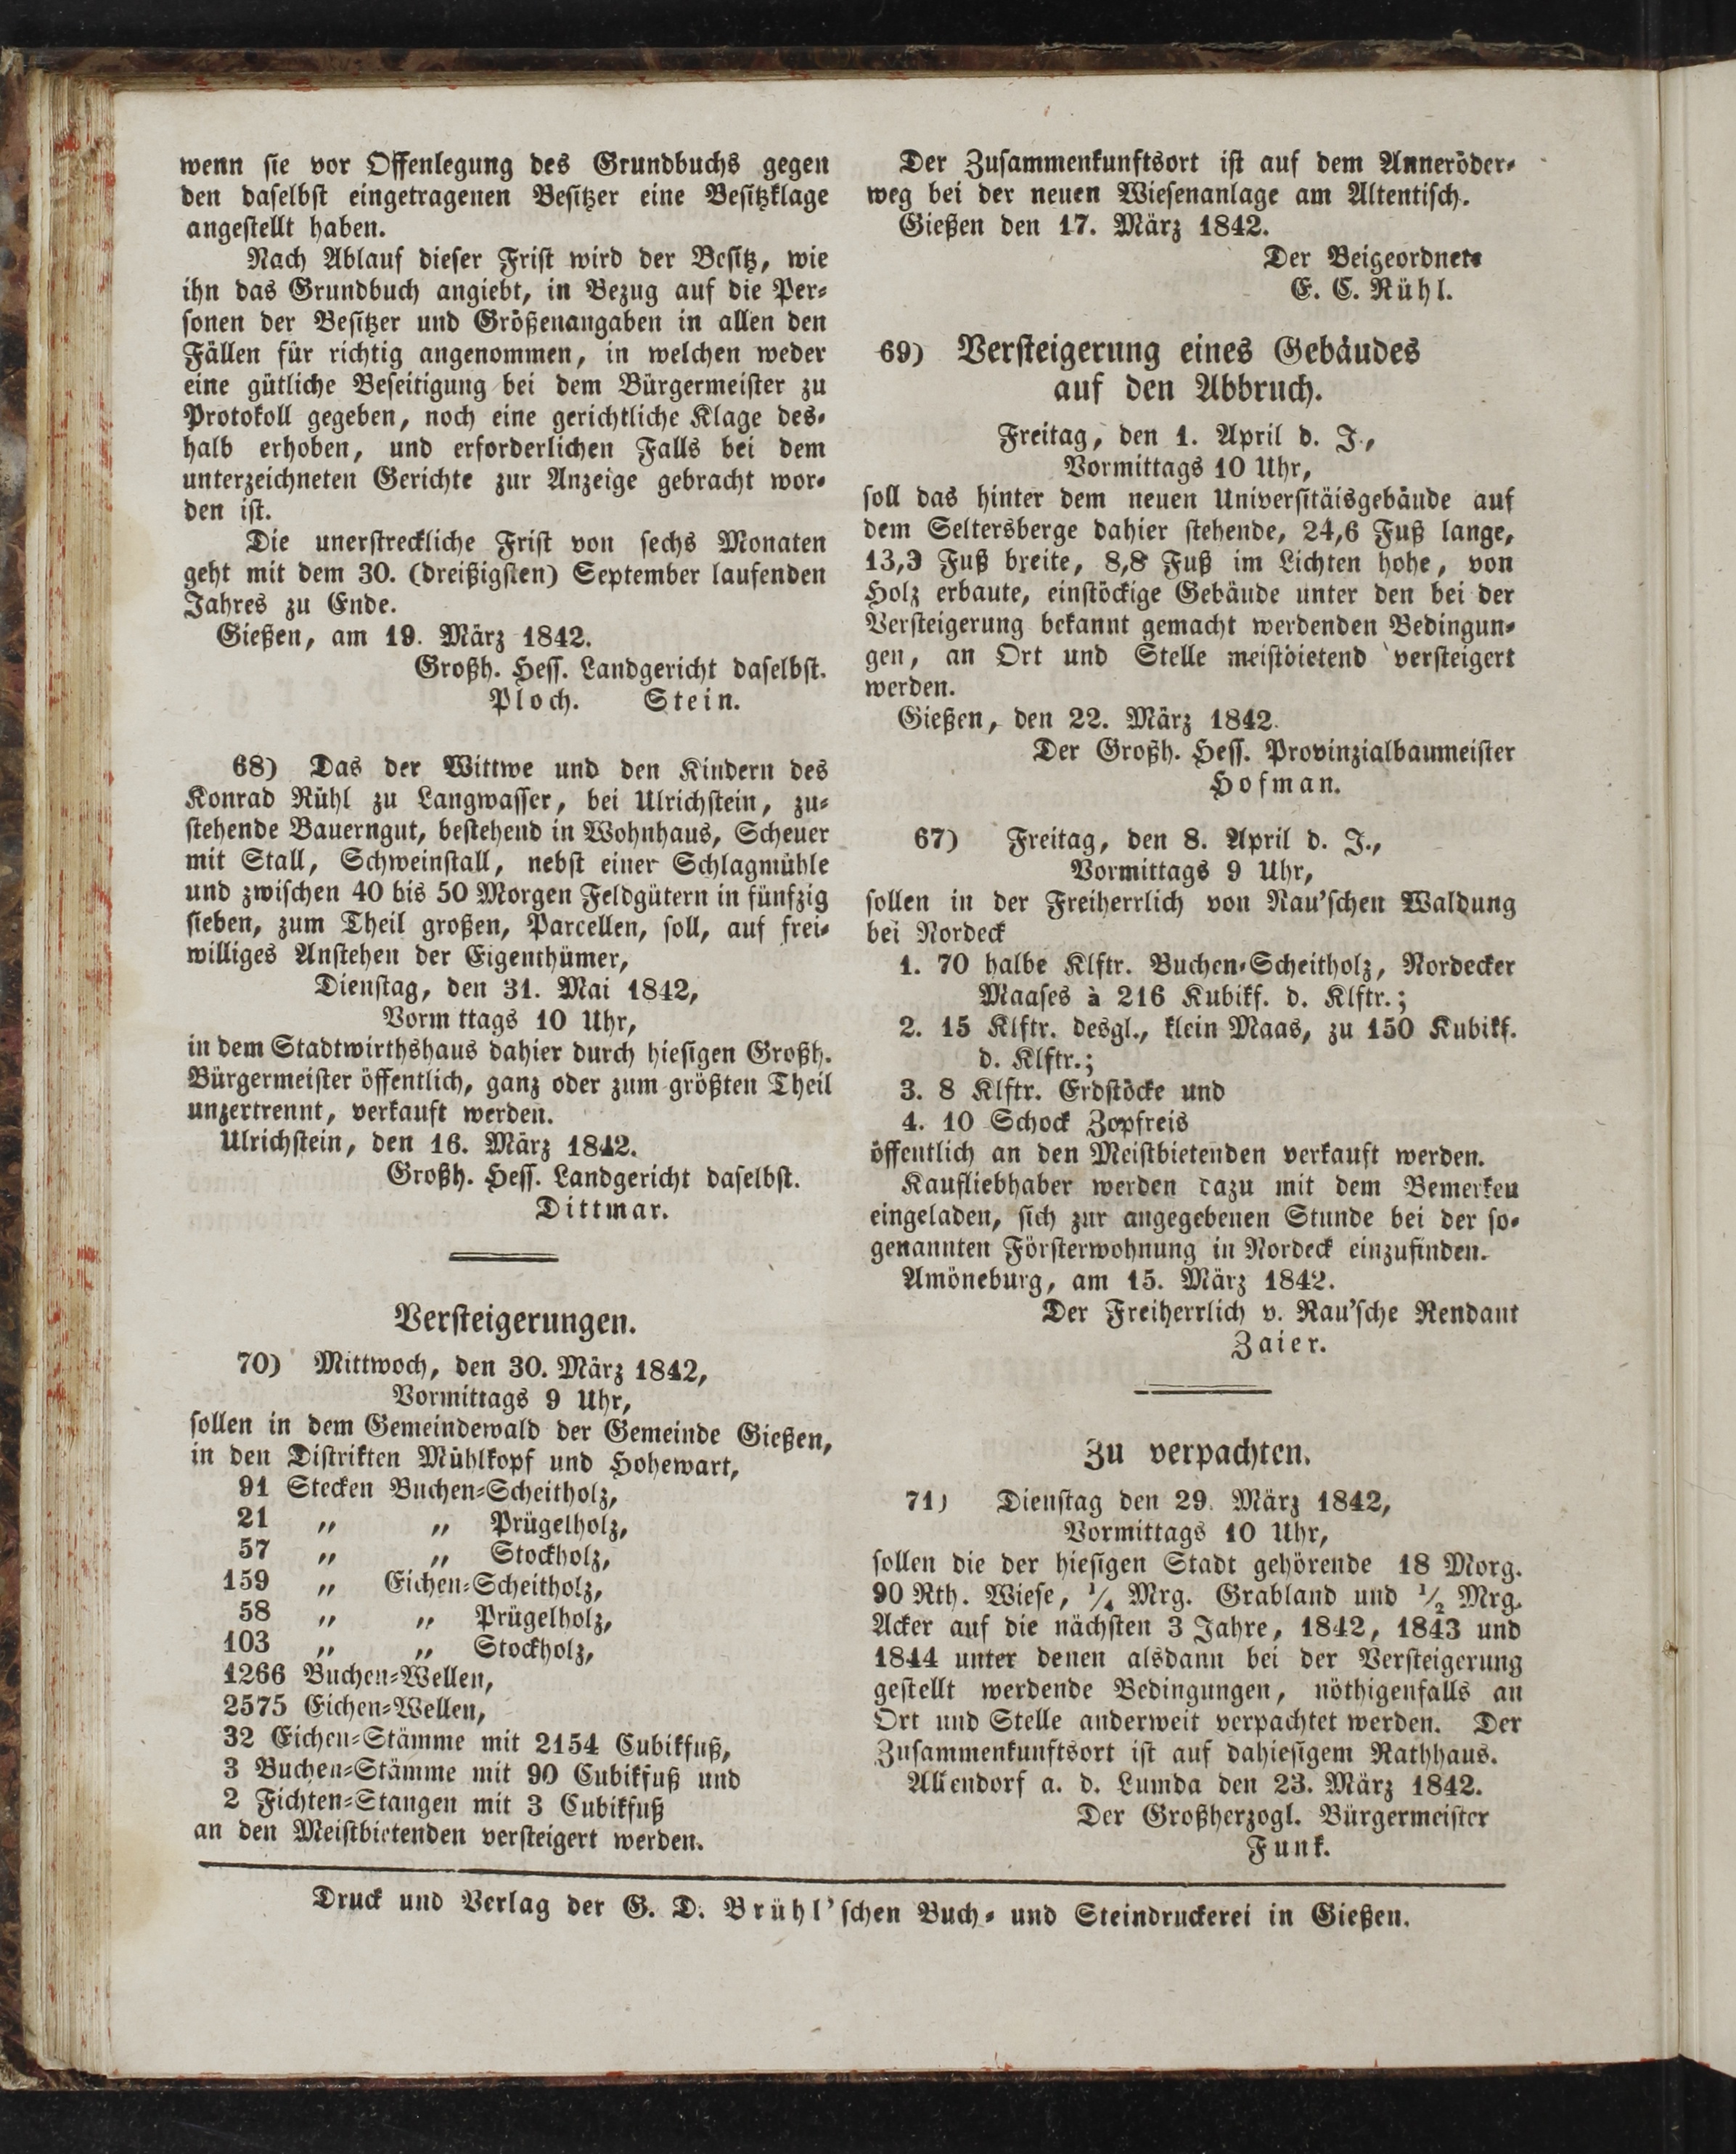 wenn sie vor Offenlegung des Grundbuchs gegen
den daselbst eingetragenen Besitzer eine Besitzklage
angestellt haben.
Nach Ablauf dieser Frist wird der Besitz, wie
ihn das Grundbuch angiebt, in Bezug auf die Per-
sonen der Besitzer und Größenangaben in allen den
Fällen für richtig angenommen, in welchen weder
eine gütliche Beseitigung bei dem Bürgermeister zu
Protokoll gegeben, noch eine gerichtliche Klage des-
halb erhoben, und erforderlichen Falls bei dem
unterzeichneten Gerichte zur Anzeige gebracht wor-
den ist.
Die unerstreckliche Frist von sechs Monaten
geht mit dem 30. (dreißigsten) September laufenden
Jahres zu Ende.
Gießen, am 19. März 1842.
Großh. Hess. Landgericht daselbst.
Ploch. Stein.
68) Das der Wittwe und den Kindern des
Konrad Rühl zu Langwasser, bei Ulrichstein, zu-
stehende Bauerngut, bestehend in Wohnhaus, Scheuer
mit Stall, Schweinstall, nebst einer Schlagmühle
und zwischen 40 bis 50 Morgen Feldgütern in fünfzig
sieben, zum Theil großen, Parcellen, soll, auf frei-
williges Anstehen der Eigenthümer,
Dienstag, den 31. Mai 1842,
Vorm ttags 10 Uhr,
in dem Stadtwirthshaus dahier durch hiesigen Großh.
Bürgermeister öffentlich, ganz oder zum größten Theil
unzertrennt, verkauft werden.
Ulrichstein, den 16. März 1842.
Großh. Hess. Landgericht daselbst.
Dittmar.
Versteigerungen.
70) Mittwoch, den 30. März 1842,
Vormittags 9 Uhr,
sollen in dem Gemeindewald der Gemeinde Gießen,
in den Distrikten Mühlkopf und Hohewart,
91 Stecken Buchen-Scheitholz,
21 „ „ Prügelholz,
57 „ „ Stockholz,
159 „ Eichen-Scheitholz,
58 „ „ Prügelholz,
103 „ „ Stockholz,
1266 Buchen-Wellen,
2575 Eichen-Wellen,
32 Eichen-Stämme mit 2154 Cubikfuß,
3 Buchen-Stämme mit 90 Cubikfuß und
2 Fichten-Stangen mit 3 Cubikfuß
an den Meistbietenden versteigert werden.
Der Zusammenkunftsort ist auf dem Anneröder-
weg bei der neuen Wiesenanlage am Altentisch.
Gießen den 17. März 1842.
Der Beigeordnete
E. C. Rühl.
69) Versteigerung eines Gebäudes
auf den Abbruch.
Freitag, den 1. April d. J.,
Vormittags 10 Uhr,
soll das hinter dem neuen Universitäisgebäude auf
dem Seltersberge dahier stehende, 24,6 Fuß lange,
13,3 Fuß breite, 8,8 Fuß im Lichten hohe, von
Holz erbaute, einstöckige Gebäude unter den bei der
Versteigerung bekannt gemacht werdenden Bedingun-
gen, an Ort und Stelle meistbietend versteigert
werden.
Gießen, den 22. März 1842.
Der Großh. Hess. Provinzialbaumeister
Hofman.
67) Freitag, den 8. April d. J.,
Vormittags 9 Uhr,
sollen in der Freiherrlich von Rau'schen Waldung
bei Nordeck
1. 70 halbe Klftr. Buchen-Scheitholz, Nordecker
Maases à 216 Kubikf. d. Klftr.;
2. 15 Klftr. desgl., klein Maas, zu 150 Kubikf.
d. Klftr.;
3. 8 Klftr. Erdstöcke und
4. 10 Schock Zopfreis
öffentlich an den Meistbietenden verkauft werden.
Kaufliebhaber werden dazu mit dem Bemerken
eingeladen, sich zur angegebenen Stunde bei der so-
genannten Försterwohnung in Nordeck einzufinden.
Amöneburg, am 15. März 1842.
Der Freiherrlich v. Rau'sche Rendant
Zaier.
Zu verpachten.
71) Dienstag den 29. März 1842,
Vormittags 10 Uhr,
sollen die der hiesigen Stadt gehörende 18 Morg.
90 Rth. Wiese, 1/4 Mrg. Grabland und 1/2 Mrg.
Acker auf die nächsten 3 Jahre, 1842, 1843 und
1844 unter denen alsdann bei der Versteigerung
gestellt werdende Bedingungen, nöthigenfalls an
Ort und Stelle anderweit verpachtet werden. Der
Zusammenkunftsort ist auf dahiesigem Rathhaus.
Allendorf a. d. Lumda den 23. März 1842.
Der Großherzogl. Bürgermeister
Funk.
Druck und Verlag der G. D. Brühl'schen Buch- und Steindruckerei in Gießen.